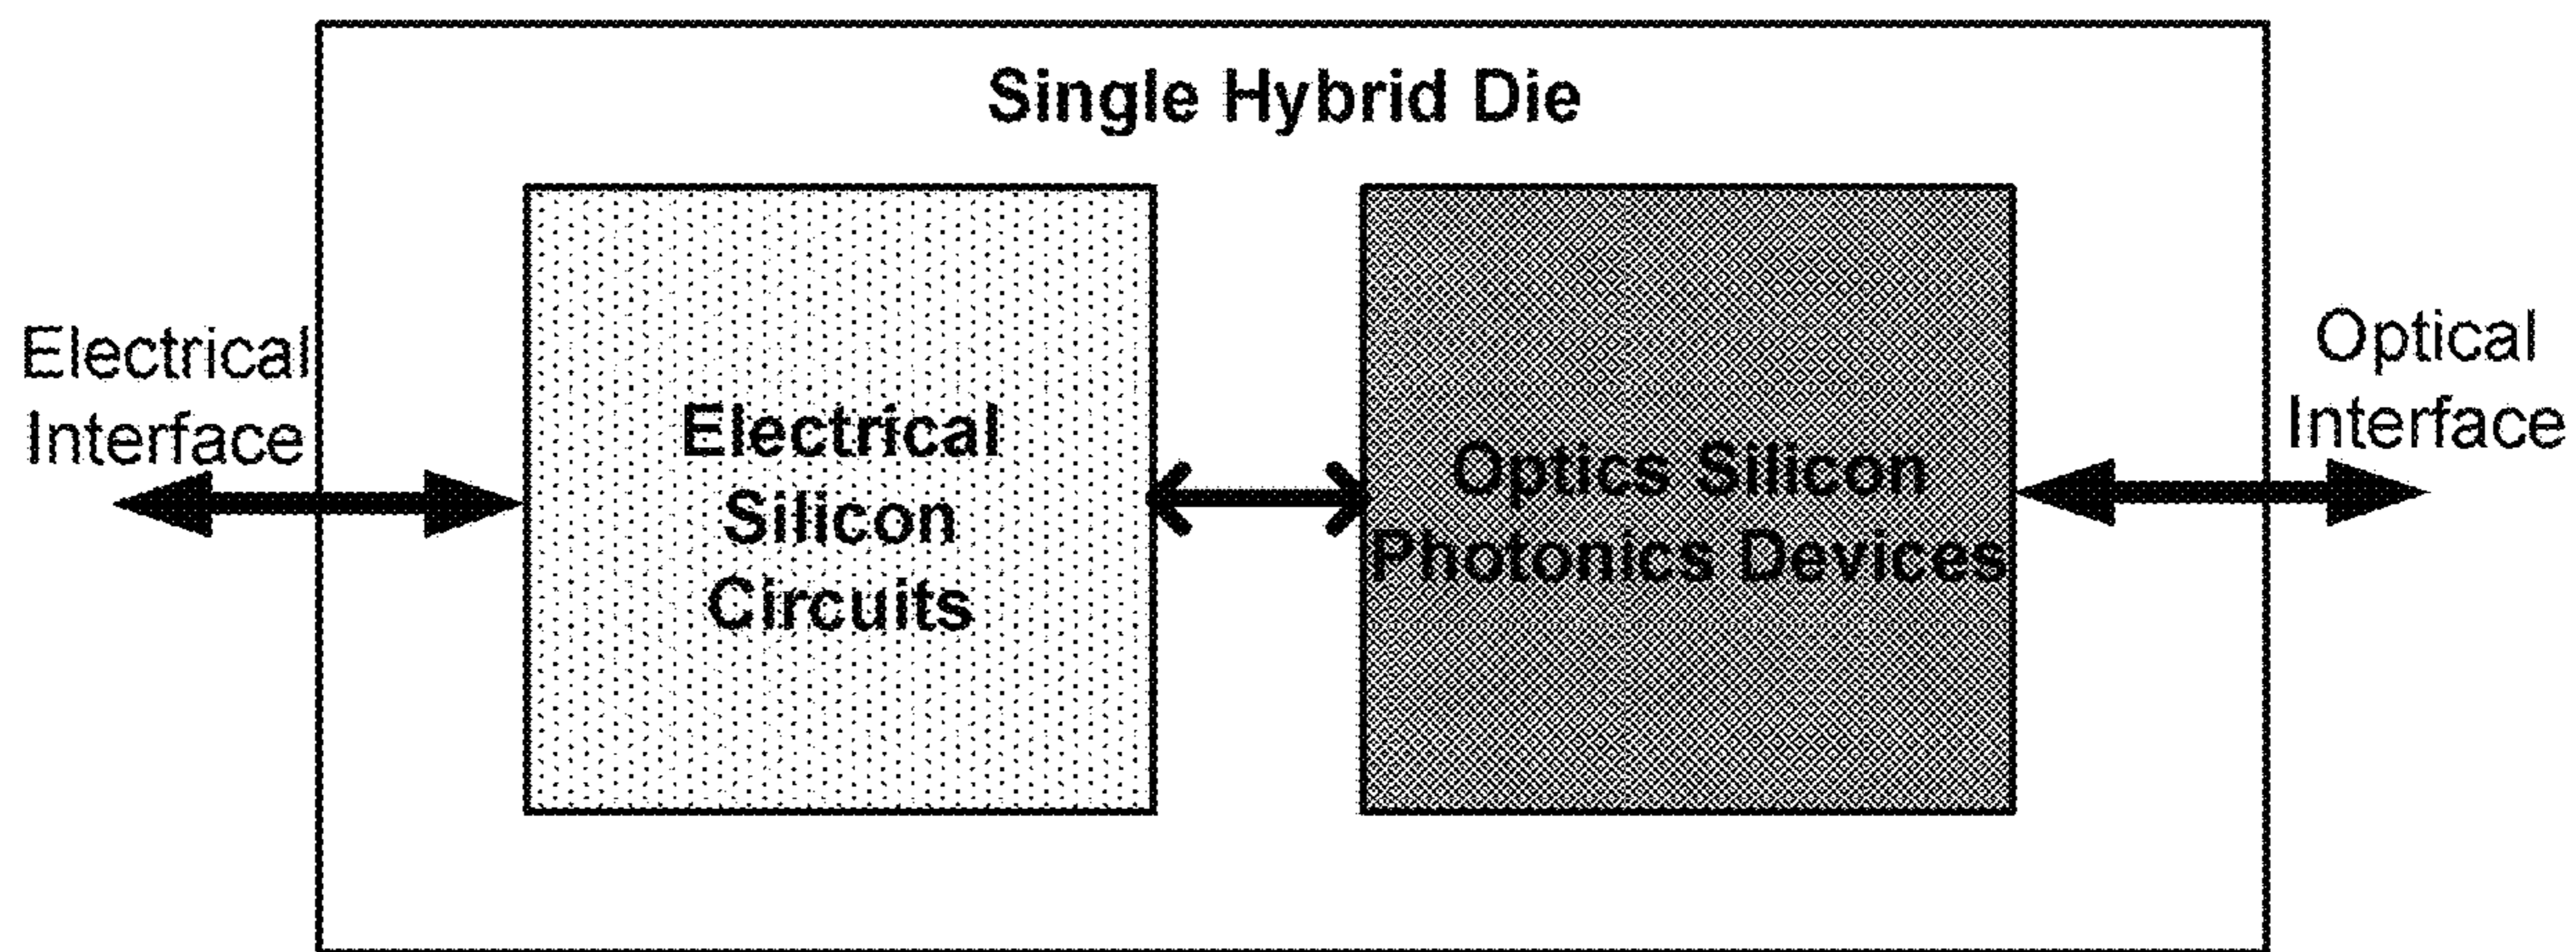 Single Hybrid Die
Electrical
Interface
Electrical
Silicon
Circuits
Optics Silicon
Photonics Devices
Optical
Interface